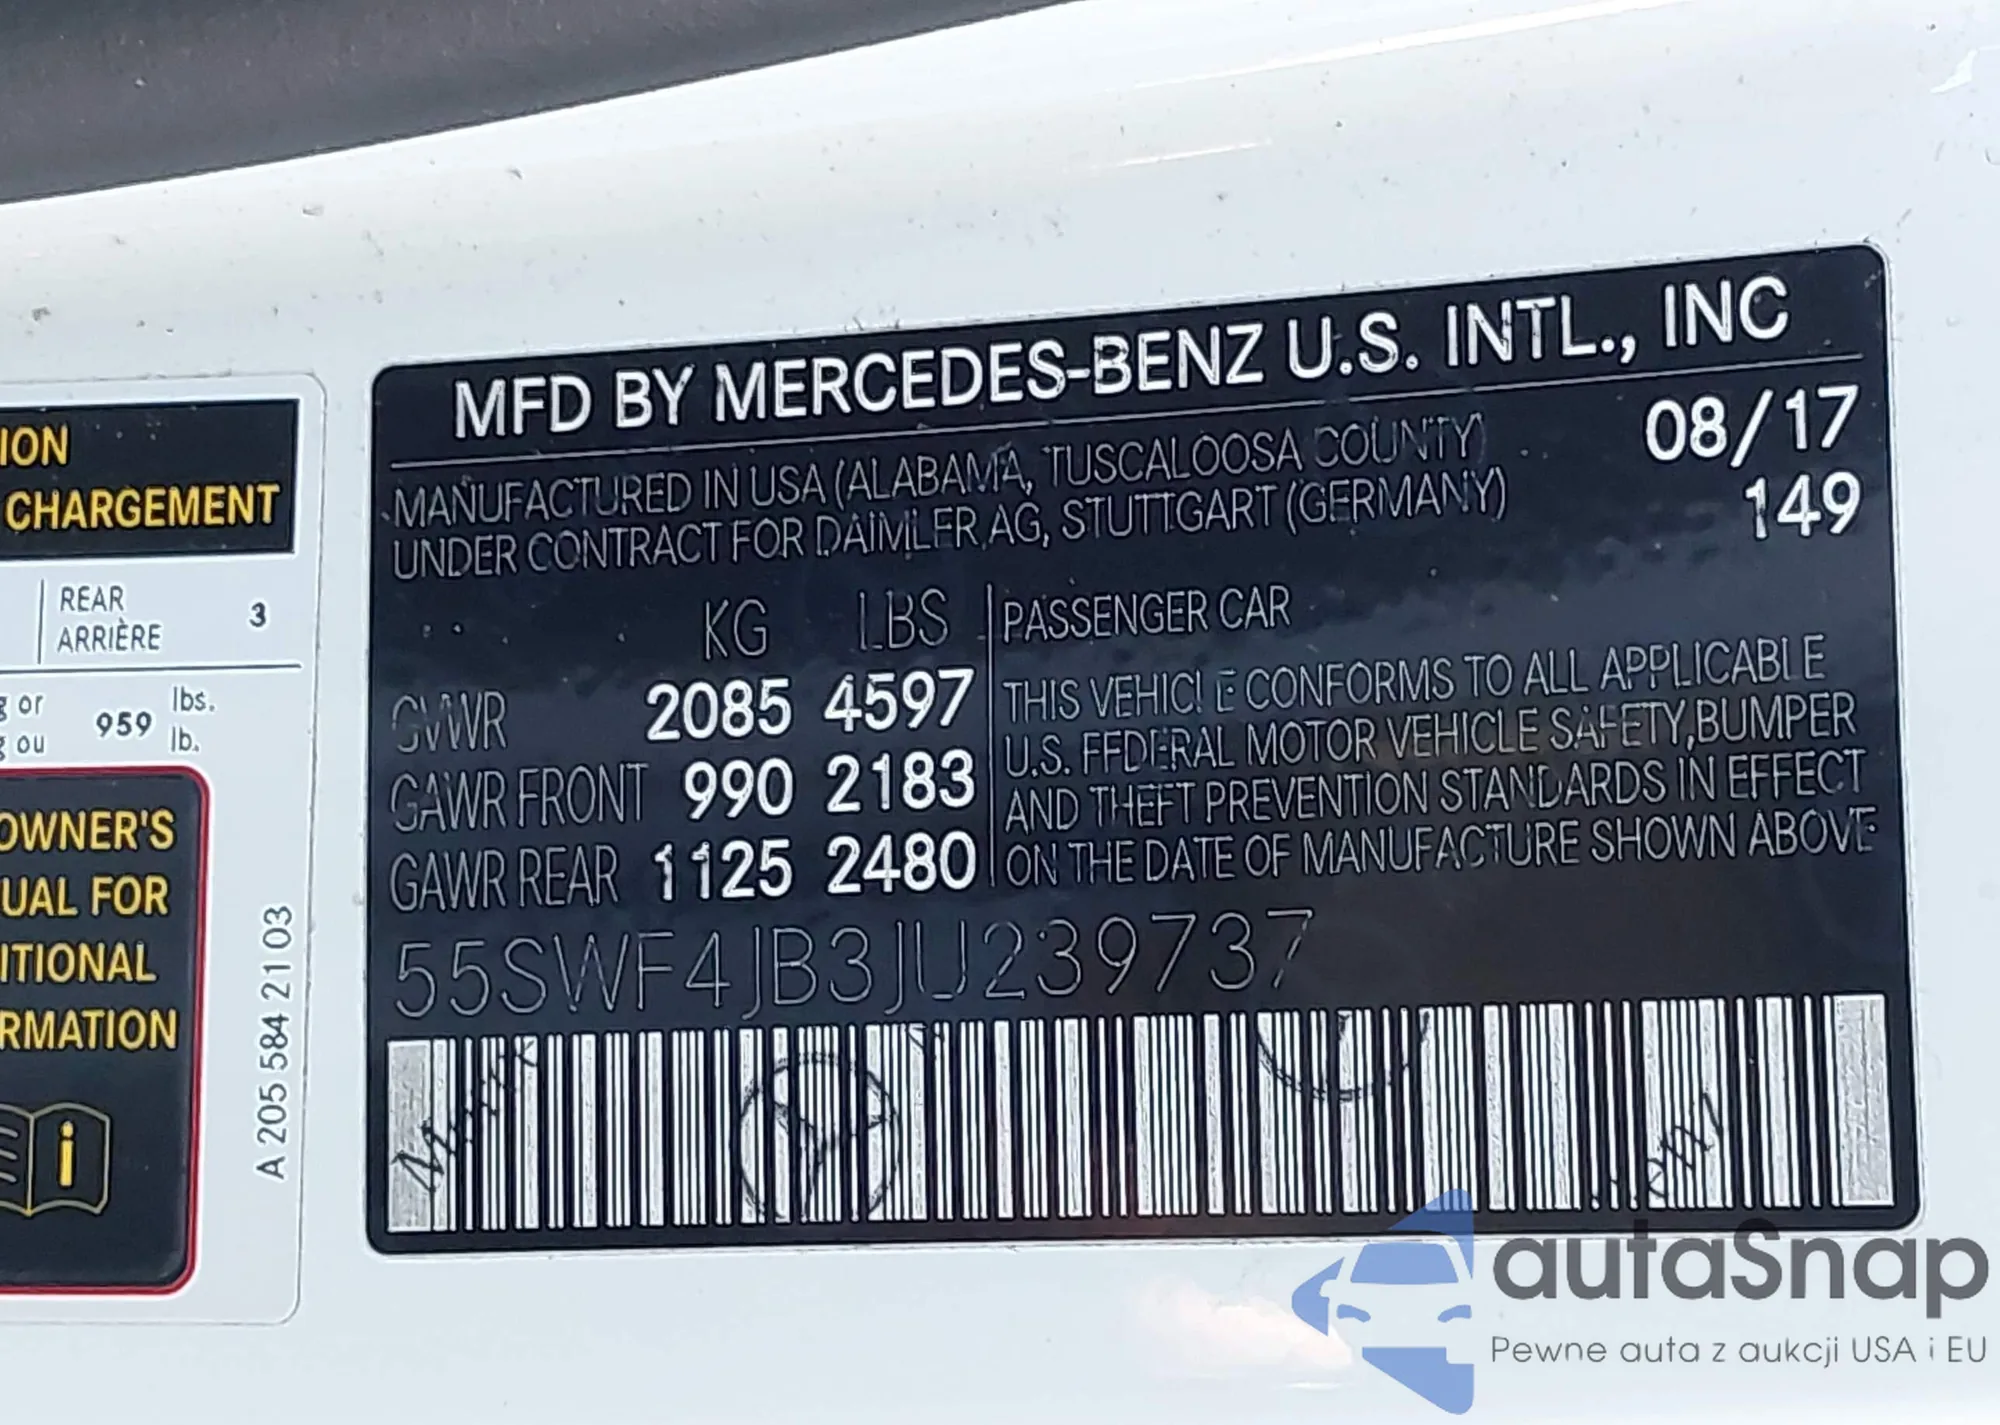 ION
CHARGEMENT
REAR
ARRIÈRE
3
g or
g ou
959
lbs.
lb.
OWNER'S
UAL FOR
ITIONAL
RMATION
A 205 584 21 03
MFD BY MERCEDES-BENZ U.S. INTL., INC
MANUFACTURED IN USA (ALABAMA, TUSCALOOSA COUNTY)
UNDER CONTRACT FOR DAIMLER AG, STUTTGART (GERMANY)
08/17
149
KG LBS
GVWR 2085 4597
GAWR FRONT 990 2183
GAWR REAR 1125 2480
PASSENGER CAR
THIS VEHICLE CONFORMS TO ALL APPLICABLE
U.S. FEDERAL MOTOR VEHICLE SAFETY,BUMPER
AND THEFT PREVENTION STANDARDS IN EFFECT
ON THE DATE OF MANUFACTURE SHOWN ABOVE
55SWF4JB3JU239737
autaSnap
Pewne auta z aukcji USA i EU